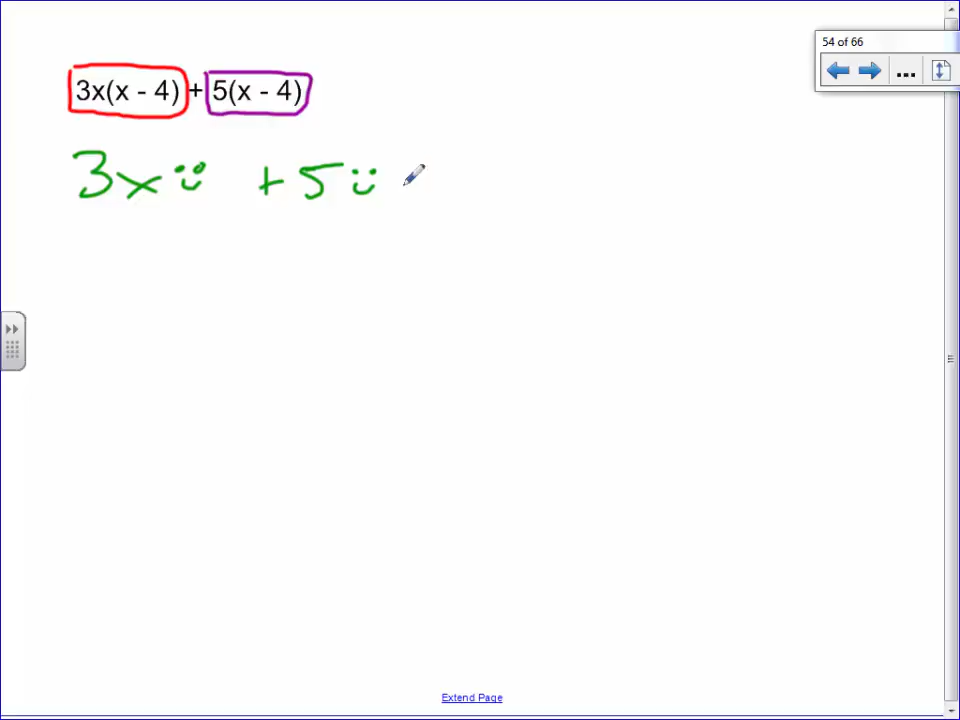 54 of 66
3x(x - 4) + 5(x - 4)
3x ü + 5 ü
Extend Page